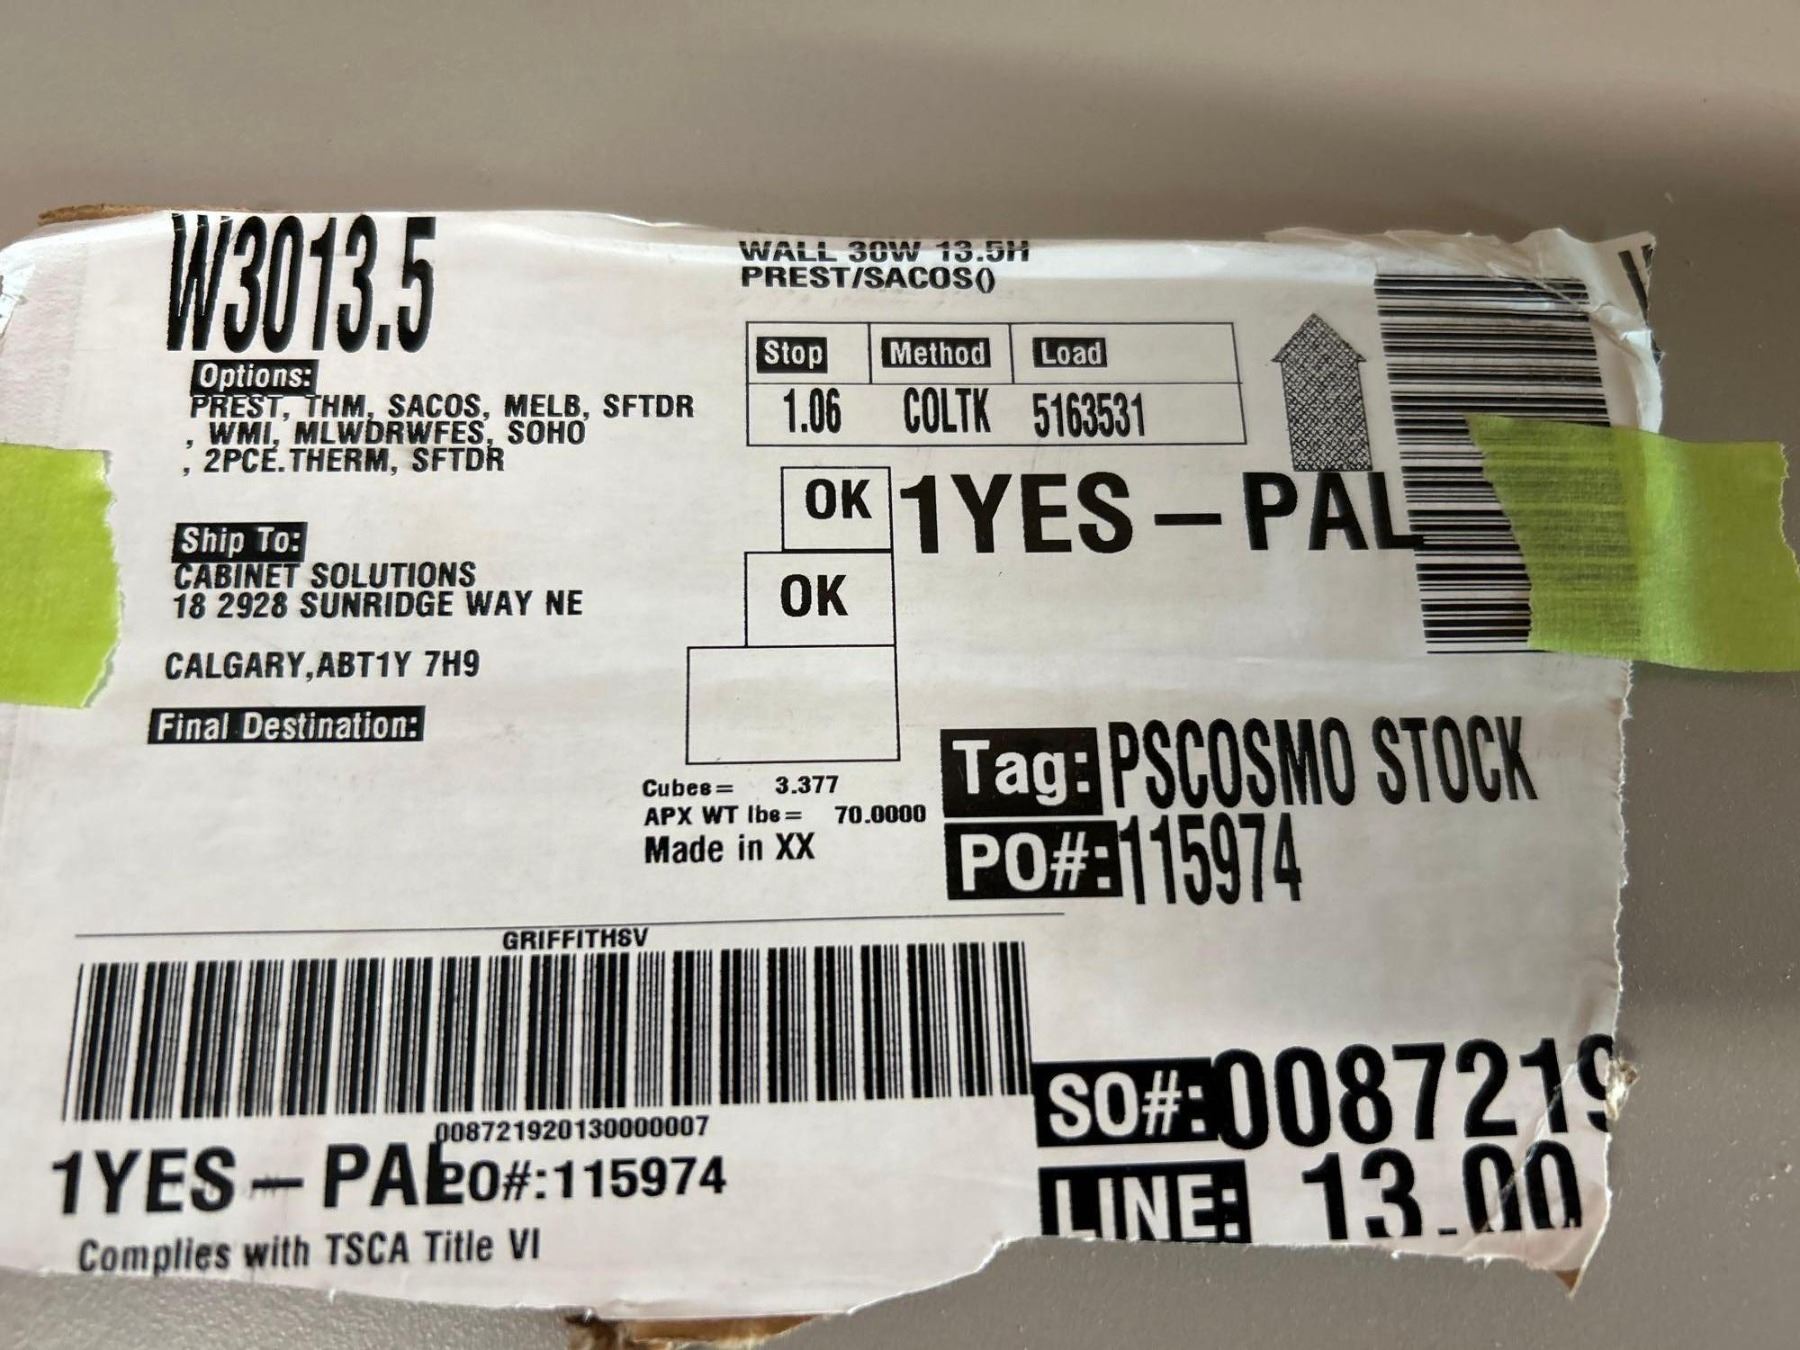 W3013.5
WALL 30W 13.5H
PREST/SACOS()
Options:
PREST, THM, SACOS, MELB, SFTDR
, WMI, MLWDRWFES, SOHO
, 2PCE.THERM, SFTDR
Stop Method Load
1.06 COLTK 5163531
OK 1YES-PAL
OK
Ship To:
CABINET SOLUTIONS
18 2928 SUNRIDGE WAY NE
CALGARY,ABT1Y 7H9
Final Destination:
Cubes= 3.377
APX WT lbs= 70.0000
Made in XX
Tag: PSCOSMO STOCK
PO#:115974
GRIFFITHSV
008721920130000007
1YES-PAL PO#:115974
Complies with TSCA Title VI
SO#:0087219
LINE: 13.00